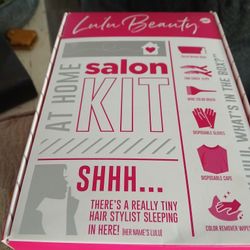 Lulu Beauty
AT HOME
salon
KIT
SHHH...
THERE'S A REALLY TINY
HAIR STYLIST SLEEPING
IN HERE! (HER NAME'S LULU)
WHAT'S IN THE BOX?
DISPOSABLE GLOVES
DISPOSABLE CAPE
COLOR REMOVER WIPE